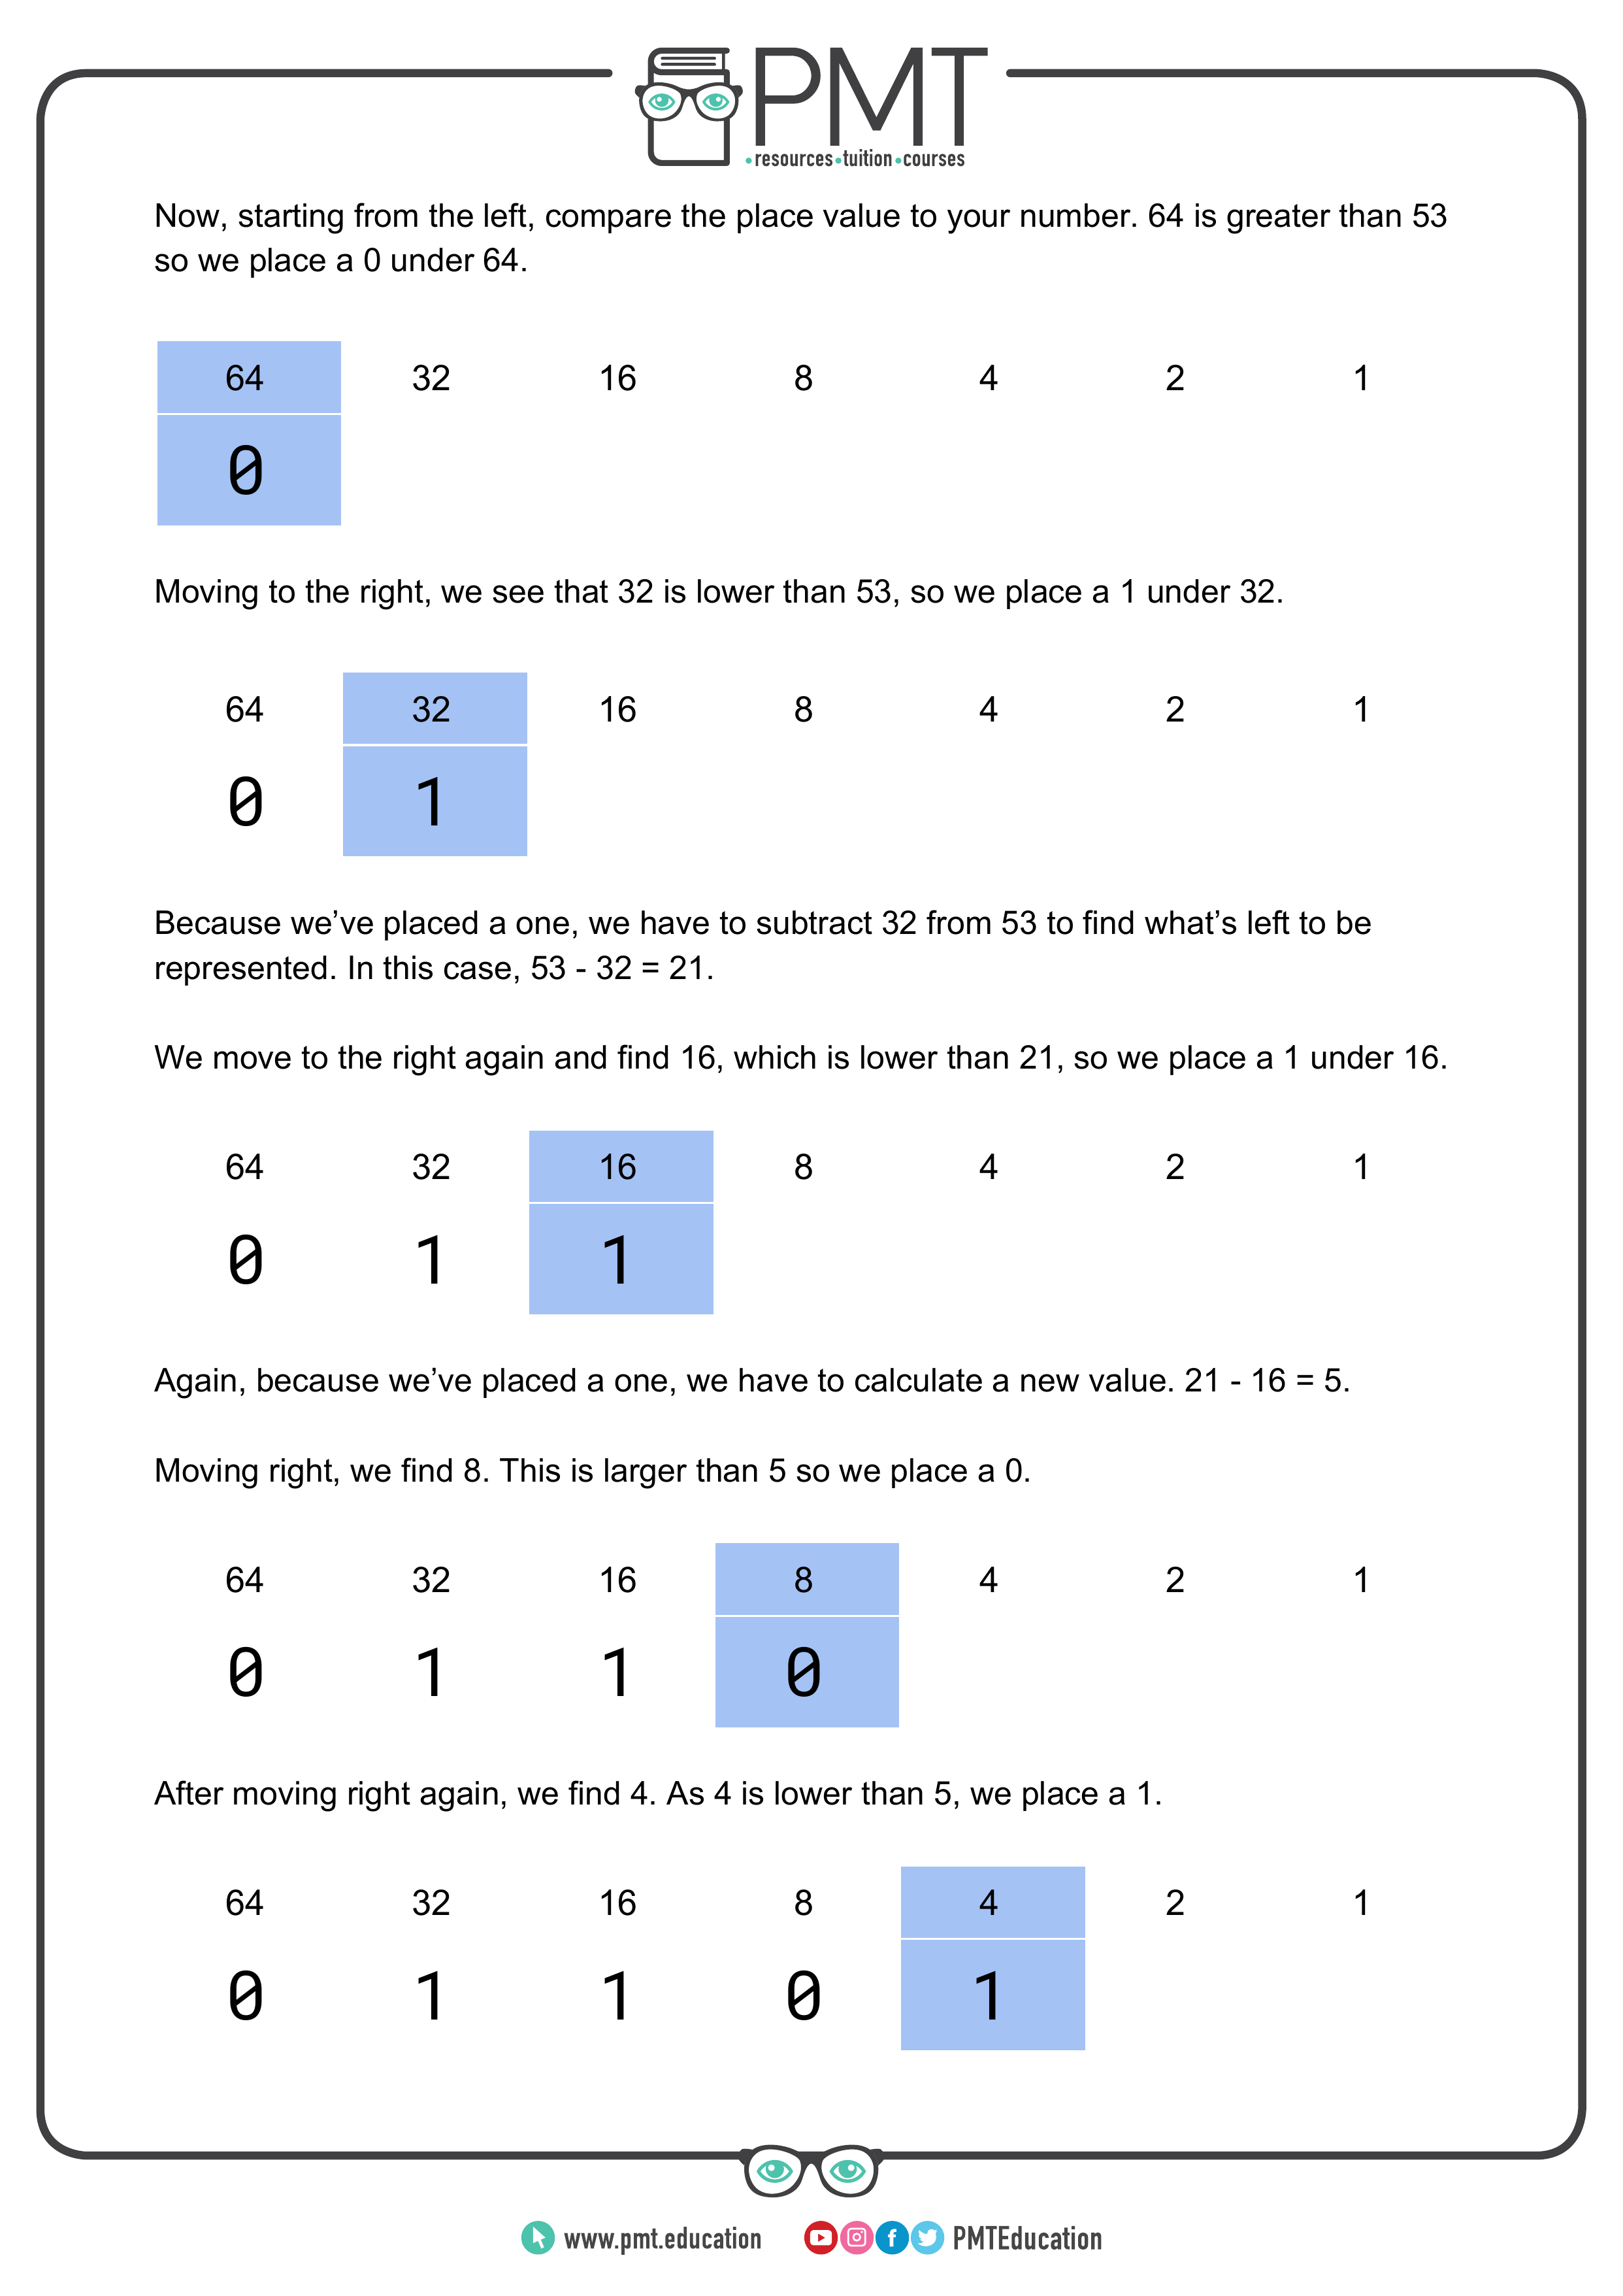 PMT
•resources•tuition•courses
Now, starting from the left, compare the place value to your number. 64 is greater than 53
so we place a 0 under 64.
64 32 16 8 4 2 1
0
Moving to the right, we see that 32 is lower than 53, so we place a 1 under 32.
64 32 16 8 4 2 1
0 1
Because we’ve placed a one, we have to subtract 32 from 53 to find what’s left to be
represented. In this case, 53 - 32 = 21.
We move to the right again and find 16, which is lower than 21, so we place a 1 under 16.
64 32 16 8 4 2 1
0 1 1
Again, because we’ve placed a one, we have to calculate a new value. 21 - 16 = 5.
Moving right, we find 8. This is larger than 5 so we place a 0.
64 32 16 8 4 2 1
0 1 1 0
After moving right again, we find 4. As 4 is lower than 5, we place a 1.
64 32 16 8 4 2 1
0 1 1 0 1
www.pmt.education PMTEducation